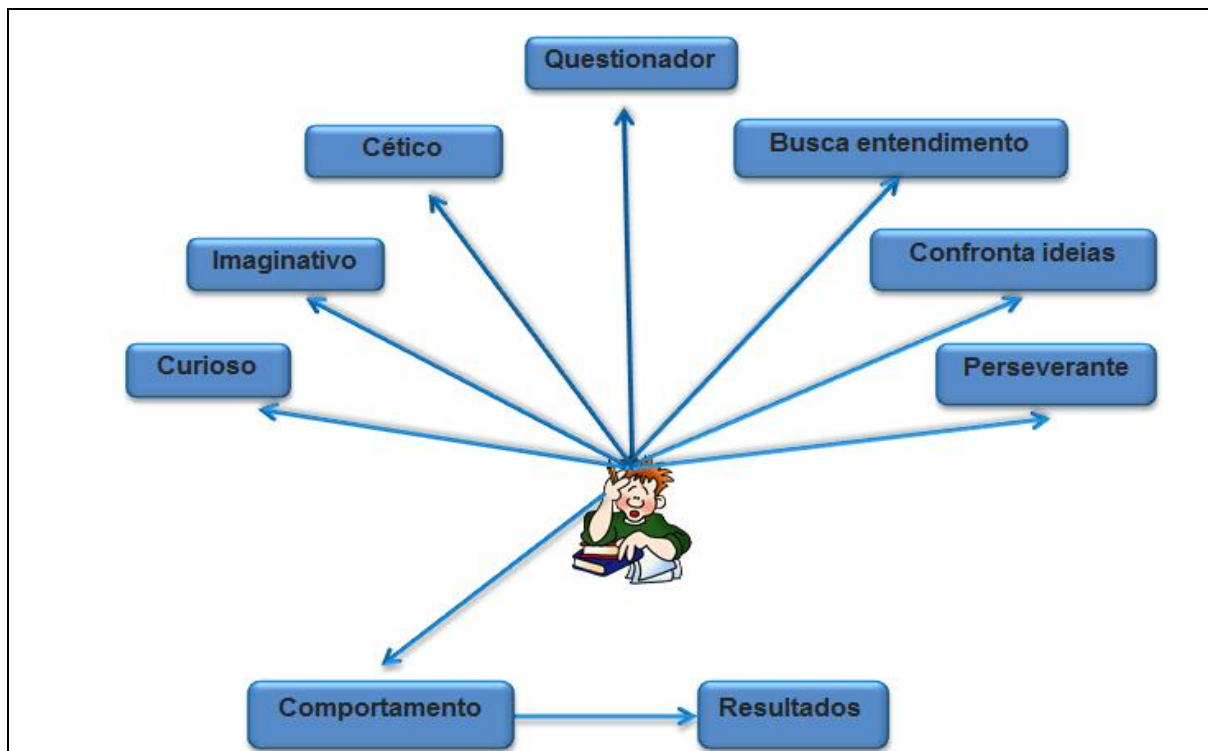 Questionador
Cético
Busca entendimento
Imaginativo
Confronta ideias
Curioso
Perseverante
Comportamento
Resultados